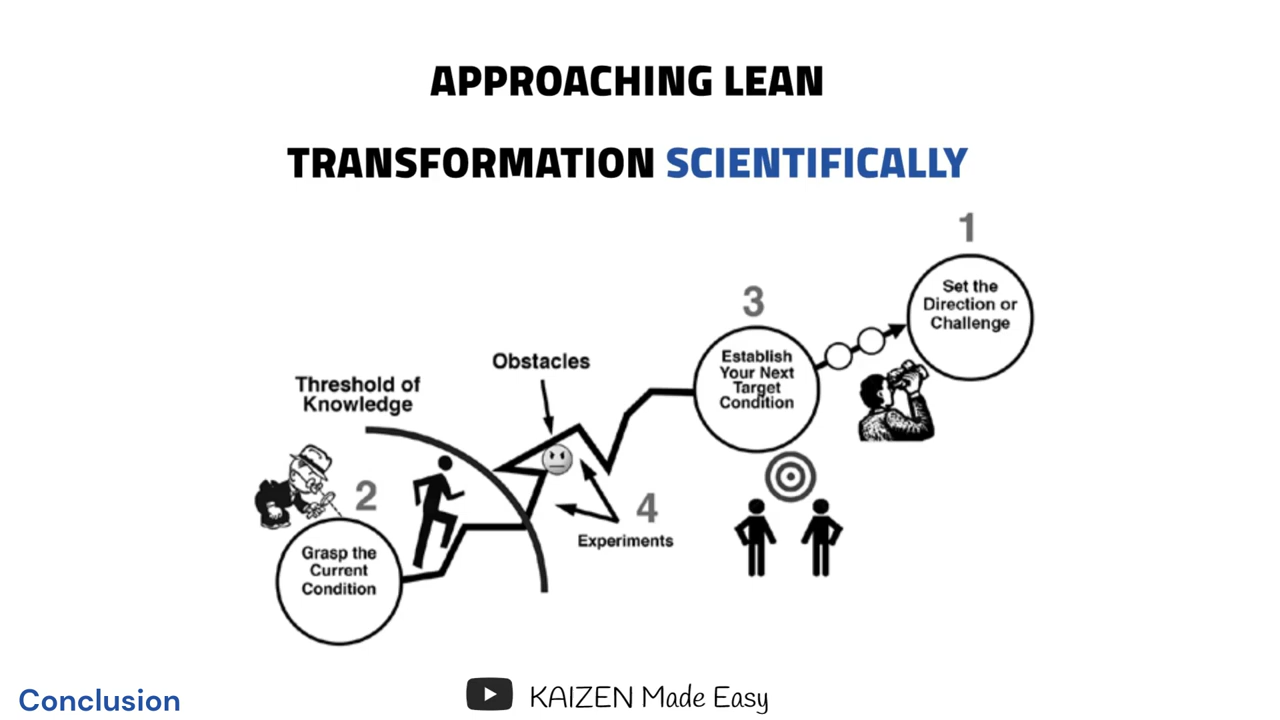 APPROACHING LEAN
TRANSFORMATION SCIENTIFICALLY
1
Set the
Direction or
Challenge
3
Establish
Your Next
Target
Condition
Obstacles
Threshold of
Knowledge
2
Grasp the
Current
Condition
4
Experiments
Conclusion
KAIZEN Made Easy